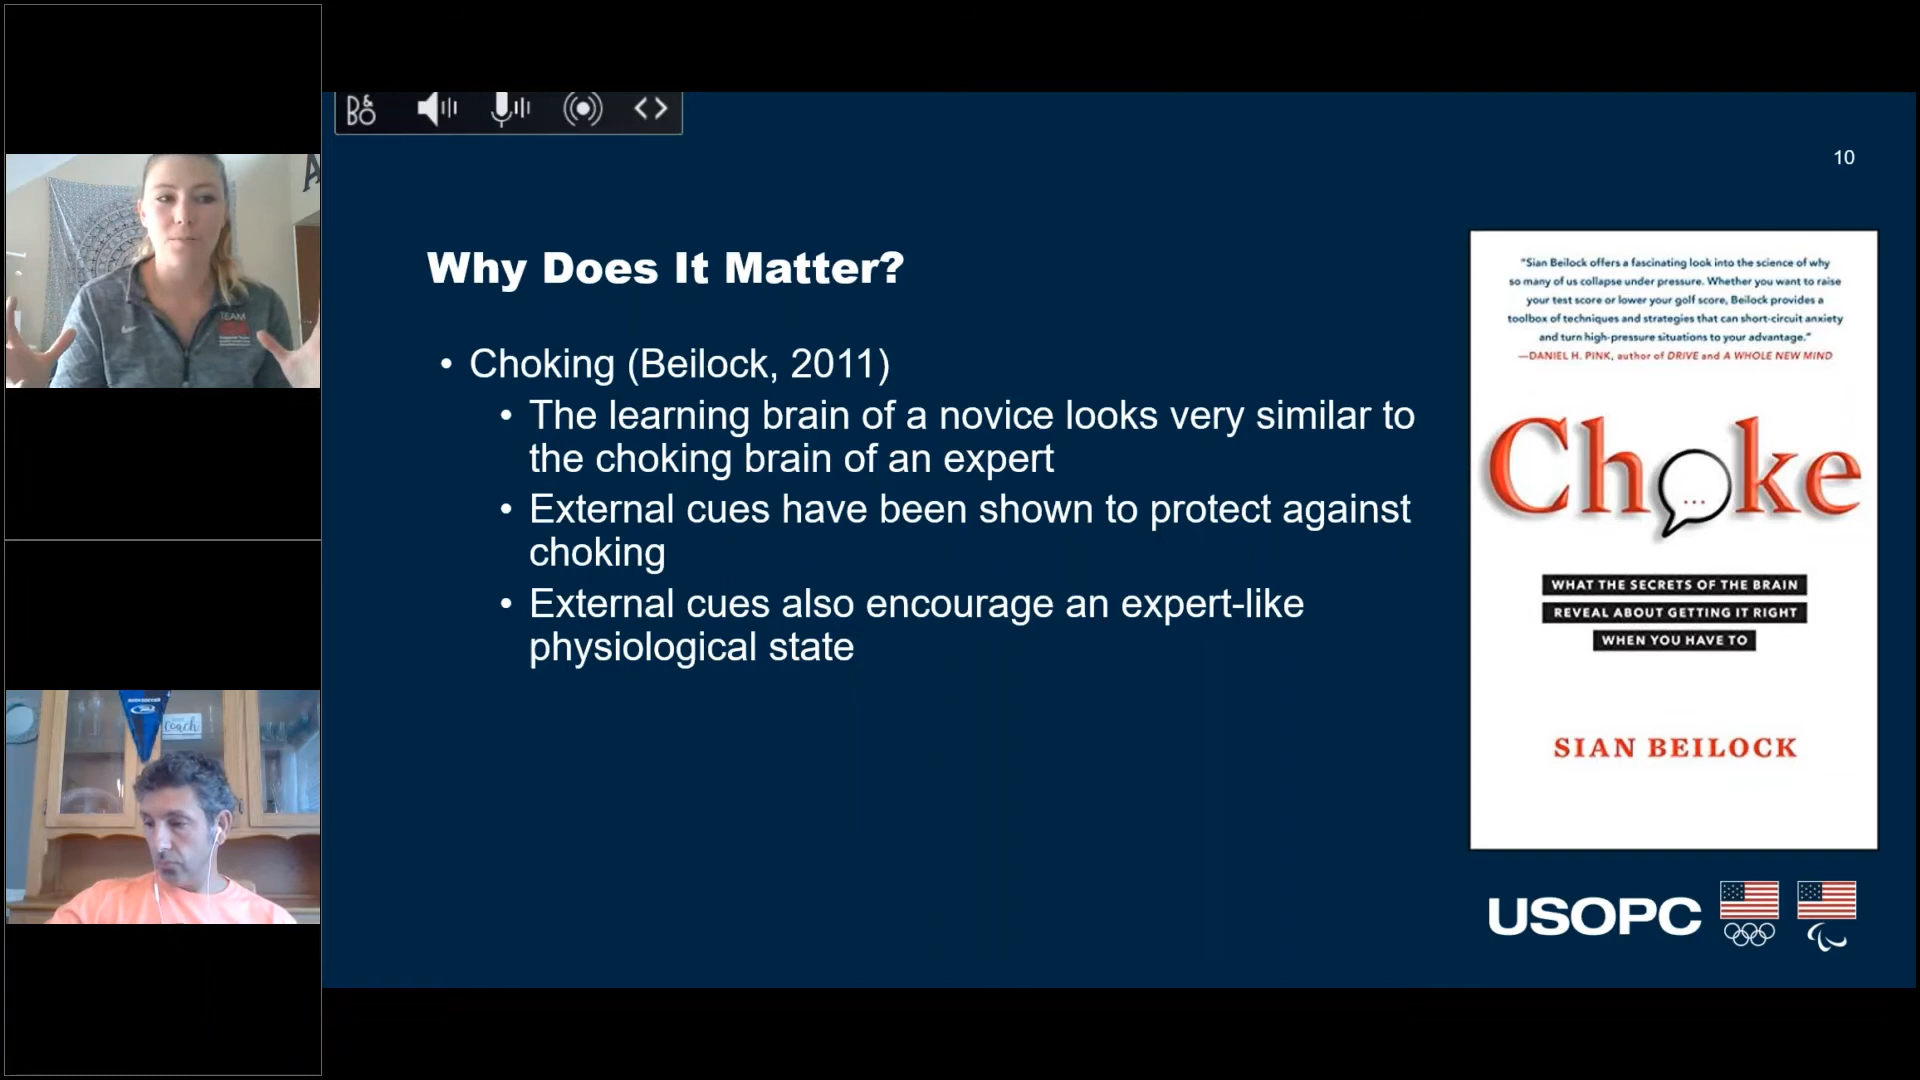 B&
BO
10
Why Does It Matter?
• Choking (Beilock, 2011)
• The learning brain of a novice looks very similar to
the choking brain of an expert
• External cues have been shown to protect against
choking
• External cues also encourage an expert-like
physiological state
"Sian Beilock offers a fascinating look into the science of why
so many of us collapse under pressure. Whether you want to raise
your test score or lower your golf score, Beilock provides a
toolbox of techniques and strategies that can short-circuit anxiety
and turn high-pressure situations to your advantage."
—DANIEL H. PINK, author of DRIVE and A WHOLE NEW MIND
Choke
WHAT THE SECRETS OF THE BRAIN
REVEAL ABOUT GETTING IT RIGHT
WHEN YOU HAVE TO
SIAN BEILOCK
USOPC
TEAM
A
coach